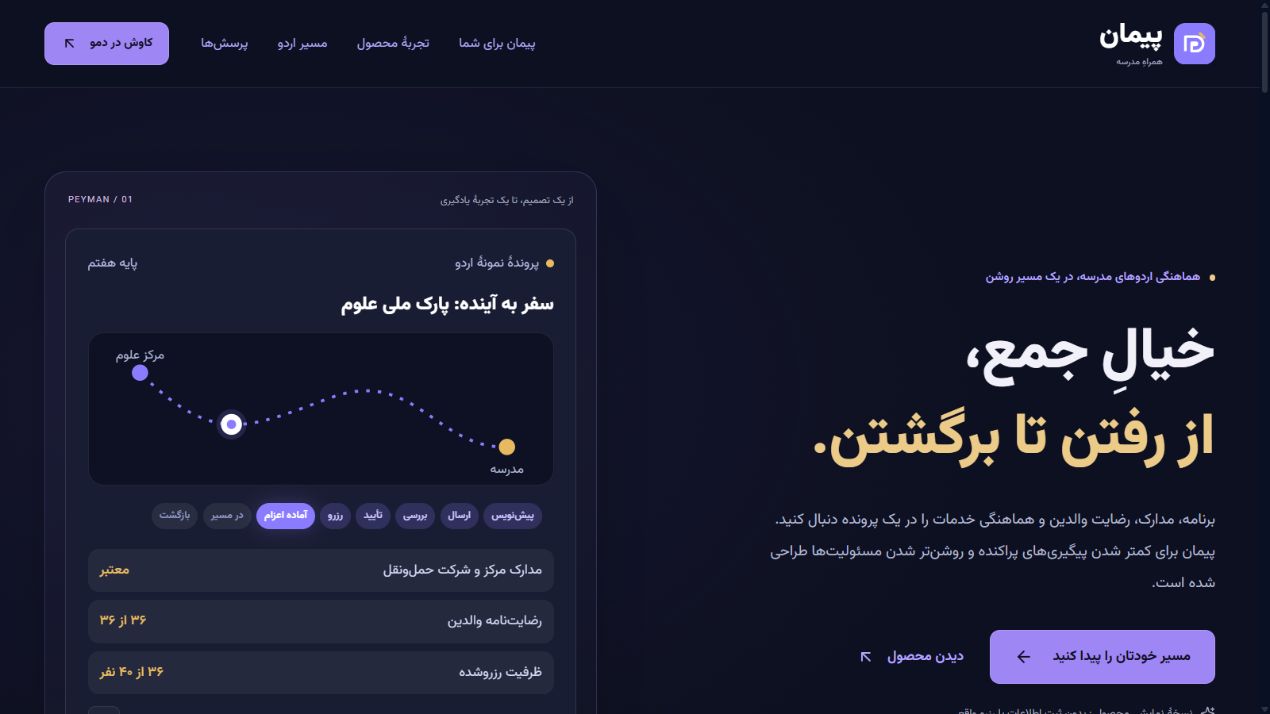 پیمان
همراهِ مدرسه
پیمان برای شما
تجربهٔ محصول
مسیر اردو
پرسش‌ها
کاوش در دمو
هماهنگی اردوهای مدرسه، در یک مسیر روشن
خیالِ جمع،
از رفتن تا برگشتن.
برنامه، مدارک، رضایت والدین و هماهنگی خدمات را در یک پرونده دنبال کنید.
پیمان برای کمتر شدن پیگیری‌های پراکنده و روشن‌تر شدن مسئولیت‌ها طراحی
شده است.
مسیر خودتان را پیدا کنید
دیدن محصول
از یک تصمیم، تا یک تجربهٔ یادگیری
PEYMAN / 01
پروندهٔ نمونهٔ اردو
پایه هفتم
سفر به آینده: پارک ملی علوم
مرکز علوم
مدرسه
پیش‌نویس
ارسال
بررسی
تأیید
رزرو
آماده اعزام
در مسیر
بازگشت
مدارک مرکز و شرکت حمل‌ونقل
معتبر
رضایت‌نامه والدین
۳۶ از ۳۶
ظرفیت رزروشده
۳۶ از ۴۰ نفر